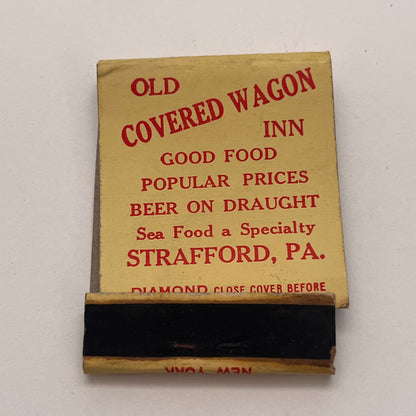 OLD
COVERED WAGON
INN
GOOD FOOD
POPULAR PRICES
BEER ON DRAUGHT
Sea Food a Specialty
STRAFFORD, PA.
DIAMOND CLOSE COVER BEFORE
NEW YORK